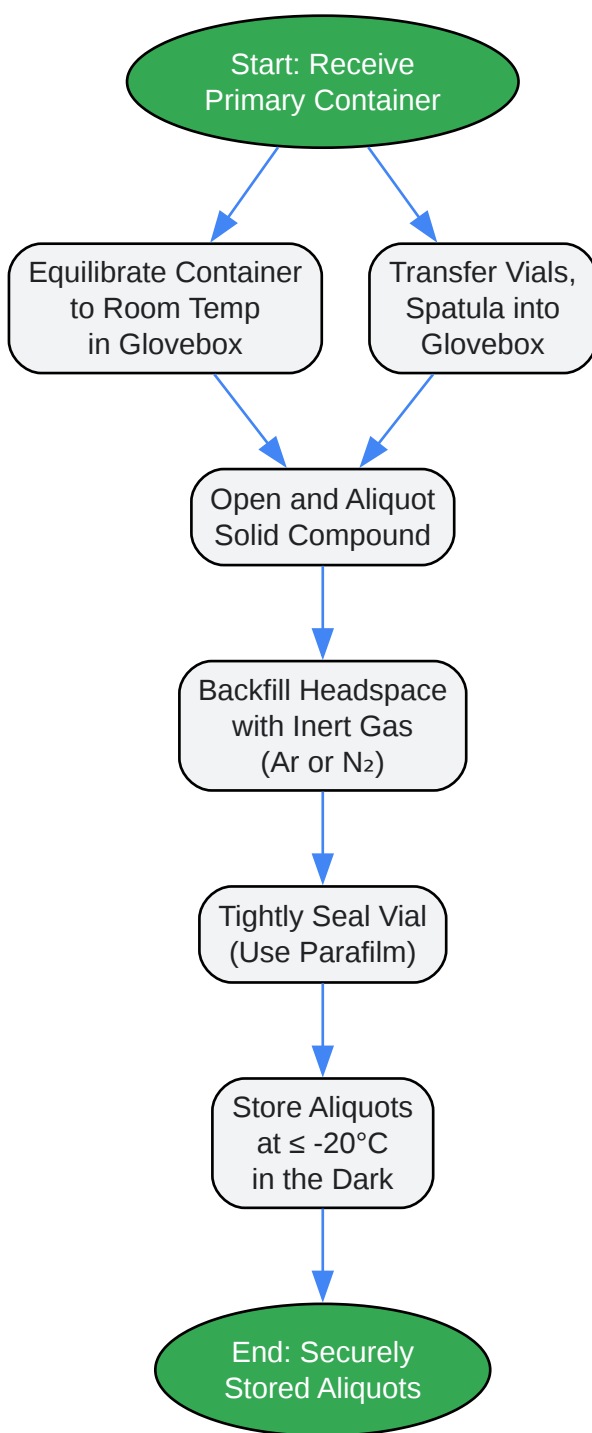 Start: Receive
Primary Container
Equilibrate Container
to Room Temp
in Glovebox
Transfer Vials,
Spatula into
Glovebox
Open and Aliquot
Solid Compound
Backfill Headspace
with Inert Gas
(Ar or N₂)
Tightly Seal Vial
(Use Parafilm)
Store Aliquots
at ≤ -20°C
in the Dark
End: Securely
Stored Aliquots